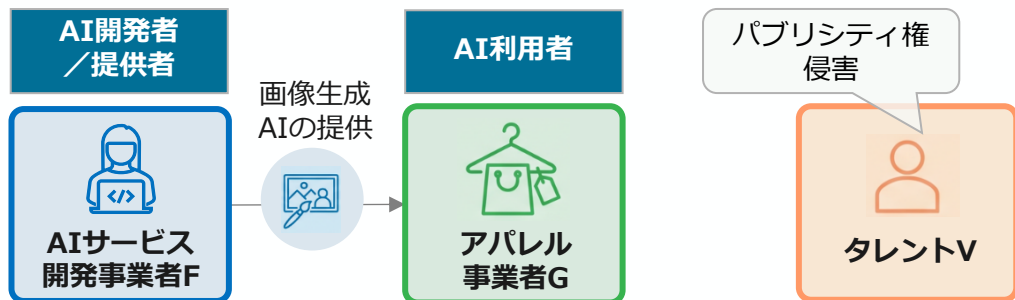 AI開発者
／提供者
AI利用者
パブリシティ権
侵害
画像生成
AIの提供
</>
AIサービス
開発事業者F
アパレル
事業者G
タレントV